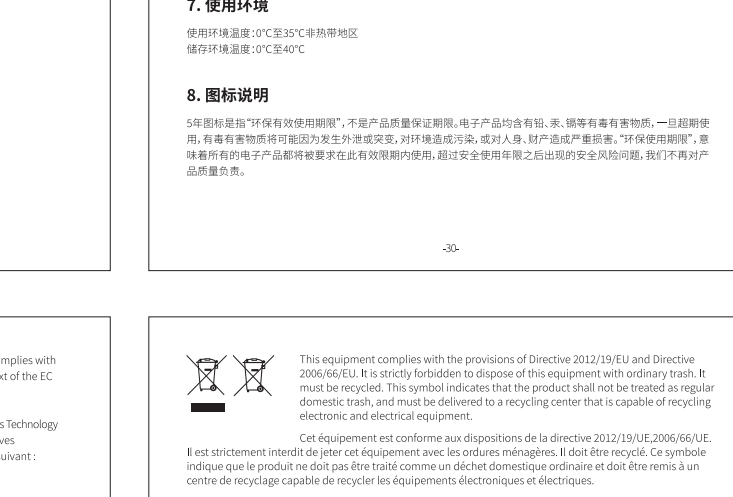 7. 使用环境
使用环境温度：0°C至35°C非热带地区
储存环境温度：0°C至40°C
8. 图标说明
5年图标是指“环保有效使用期限”，不是产品质量保证期限。电子产品均含有铅、汞、镉等有毒有害物质，一旦超期使
用，有毒有害物质将可能因为发生外泄或突变，对环境造成污染，或对人身、财产造成严重损害。“环保使用期限”，意
味着所有的电子产品都将被要求在此有效限期内使用，超过安全使用年限之后出现的安全风险问题，我们不再对产
品质量负责。
-30-
mplies with
xt of the EC
s Technology
ves
uivant :
This equipment complies with the provisions of Directive 2012/19/EU and Directive
2006/66/EU. It is strictly forbidden to dispose of this equipment with ordinary trash. It
must be recycled. This symbol indicates that the product shall not be treated as regular
domestic trash, and must be delivered to a recycling center that is capable of recycling
electronic and electrical equipment.
Cet équipement est conforme aux dispositions de la directive 2012/19/UE,2006/66/UE.
Il est strictement interdit de jeter cet équipement avec les ordures ménagères. Il doit être recyclé. Ce symbole
indique que le produit ne doit pas être traité comme un déchet domestique ordinaire et doit être remis à un
centre de recyclage capable de recycler les équipements électroniques et électriques.